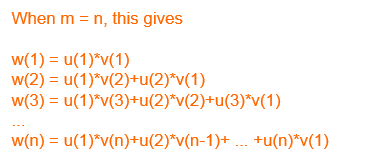 When m = n, this gives
w(1) = u(1)*v(1)
w(2) = u(1)*v(2)+u(2)*v(1)
w(3) = u(1)*v(3)+u(2)*v(2)+u(3)*v(1)
...
w(n) = u(1)*v(n)+u(2)*v(n-1)+ ... +u(n)*v(1)